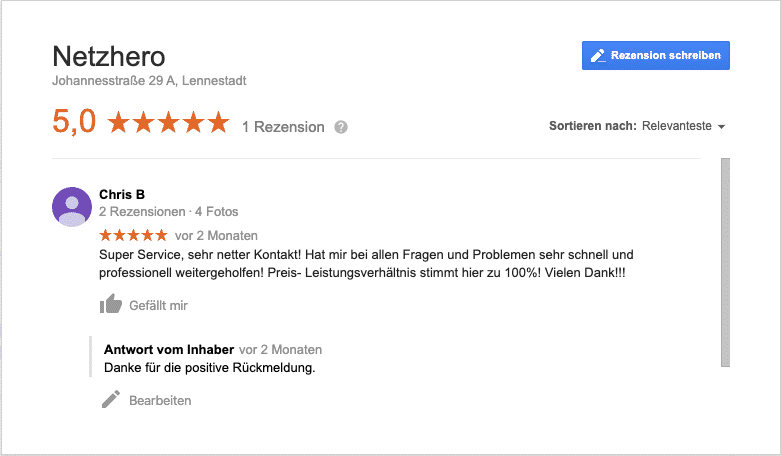 Netzhero
Johannesstraße 29 A, Lennestadt
Rezension schreiben
5,0 1 Rezension ?
Sortieren nach: Relevanteste
Chris B
2 Rezensionen · 4 Fotos
vor 2 Monaten
Super Service, sehr netter Kontakt! Hat mir bei allen Fragen und Problemen sehr schnell und
professionell weitergeholfen! Preis- Leistungsverhältnis stimmt hier zu 100%! Vielen Dank!!!
Gefällt mir
Antwort vom Inhaber vor 2 Monaten
Danke für die positive Rückmeldung.
Bearbeiten